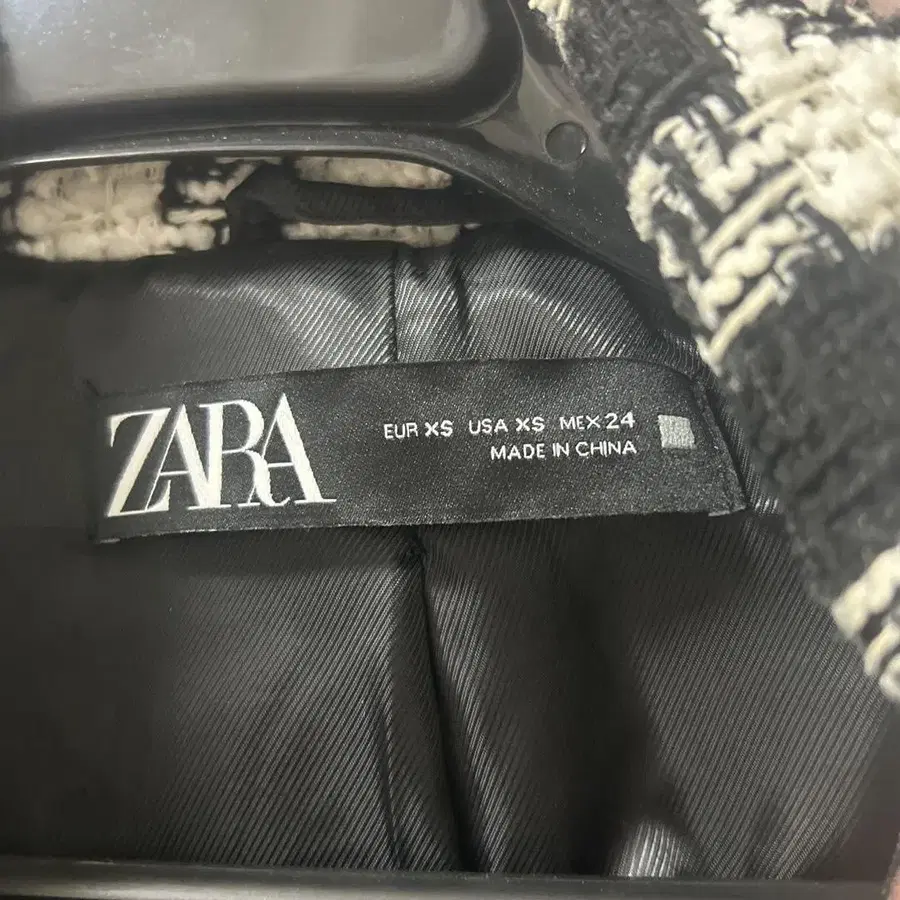 ZARA
EUR XS USA XS MEX 24
MADE IN CHINA